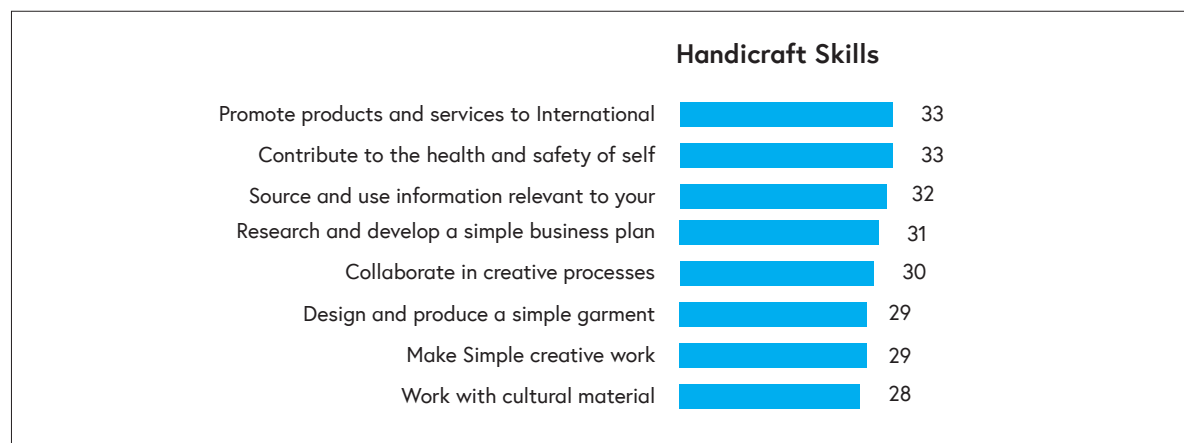 Handicraft Skills
Promote products and services to International 33
Contribute to the health and safety of self 33
Source and use information relevant to your 32
Research and develop a simple business plan 31
Collaborate in creative processes 30
Design and produce a simple garment 29
Make Simple creative work 29
Work with cultural material 28